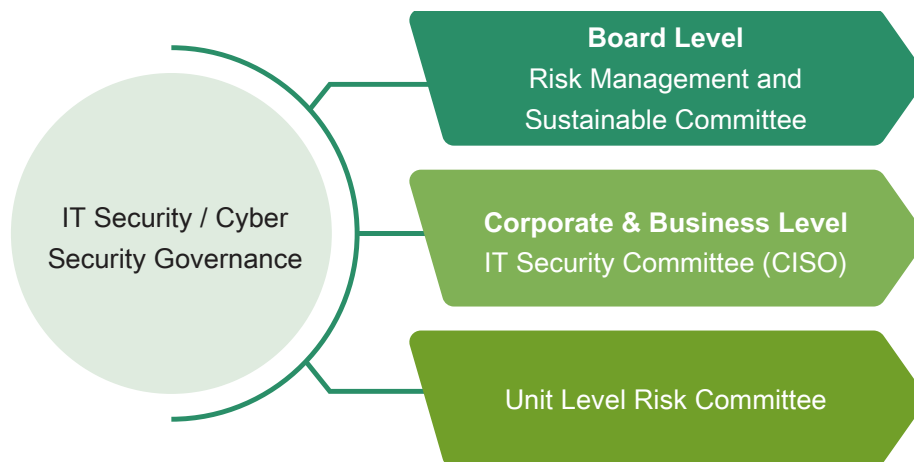 IT Security / Cyber
Security Governance
Board Level
Risk Management and
Sustainable Committee
Corporate & Business Level
IT Security Committee (CISO)
Unit Level Risk Committee